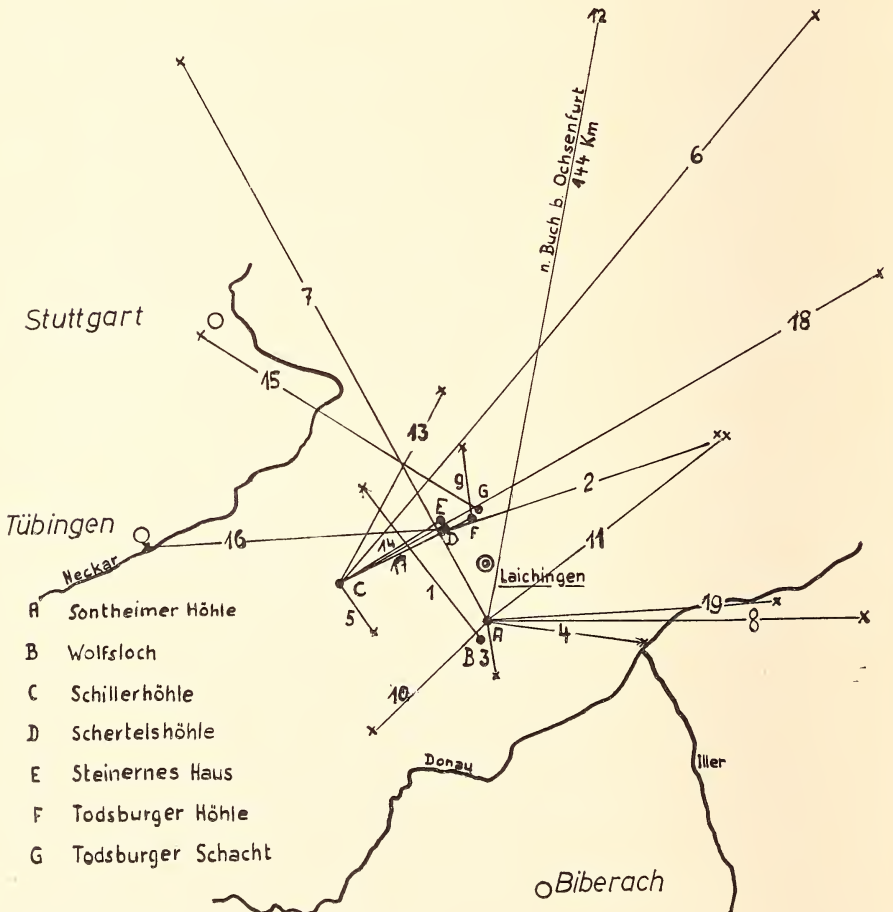 12
6
n. Buch b. Ochsenfurt
144 Km
7
18
Stuttgart
15
13
9
G
2
E
F
D
11
Tübingen
16
14
17
Neckar
C
Laichingen
1
5
19
8
A
4
B 3
10
A Sontheimer Höhle
B Wolfsloch
C Schillerhöhle
D Schertelshöhle
E Steinernes Haus
F Todsburger Höhle
G Todsburger Schacht
Donau
Iller
Biberach